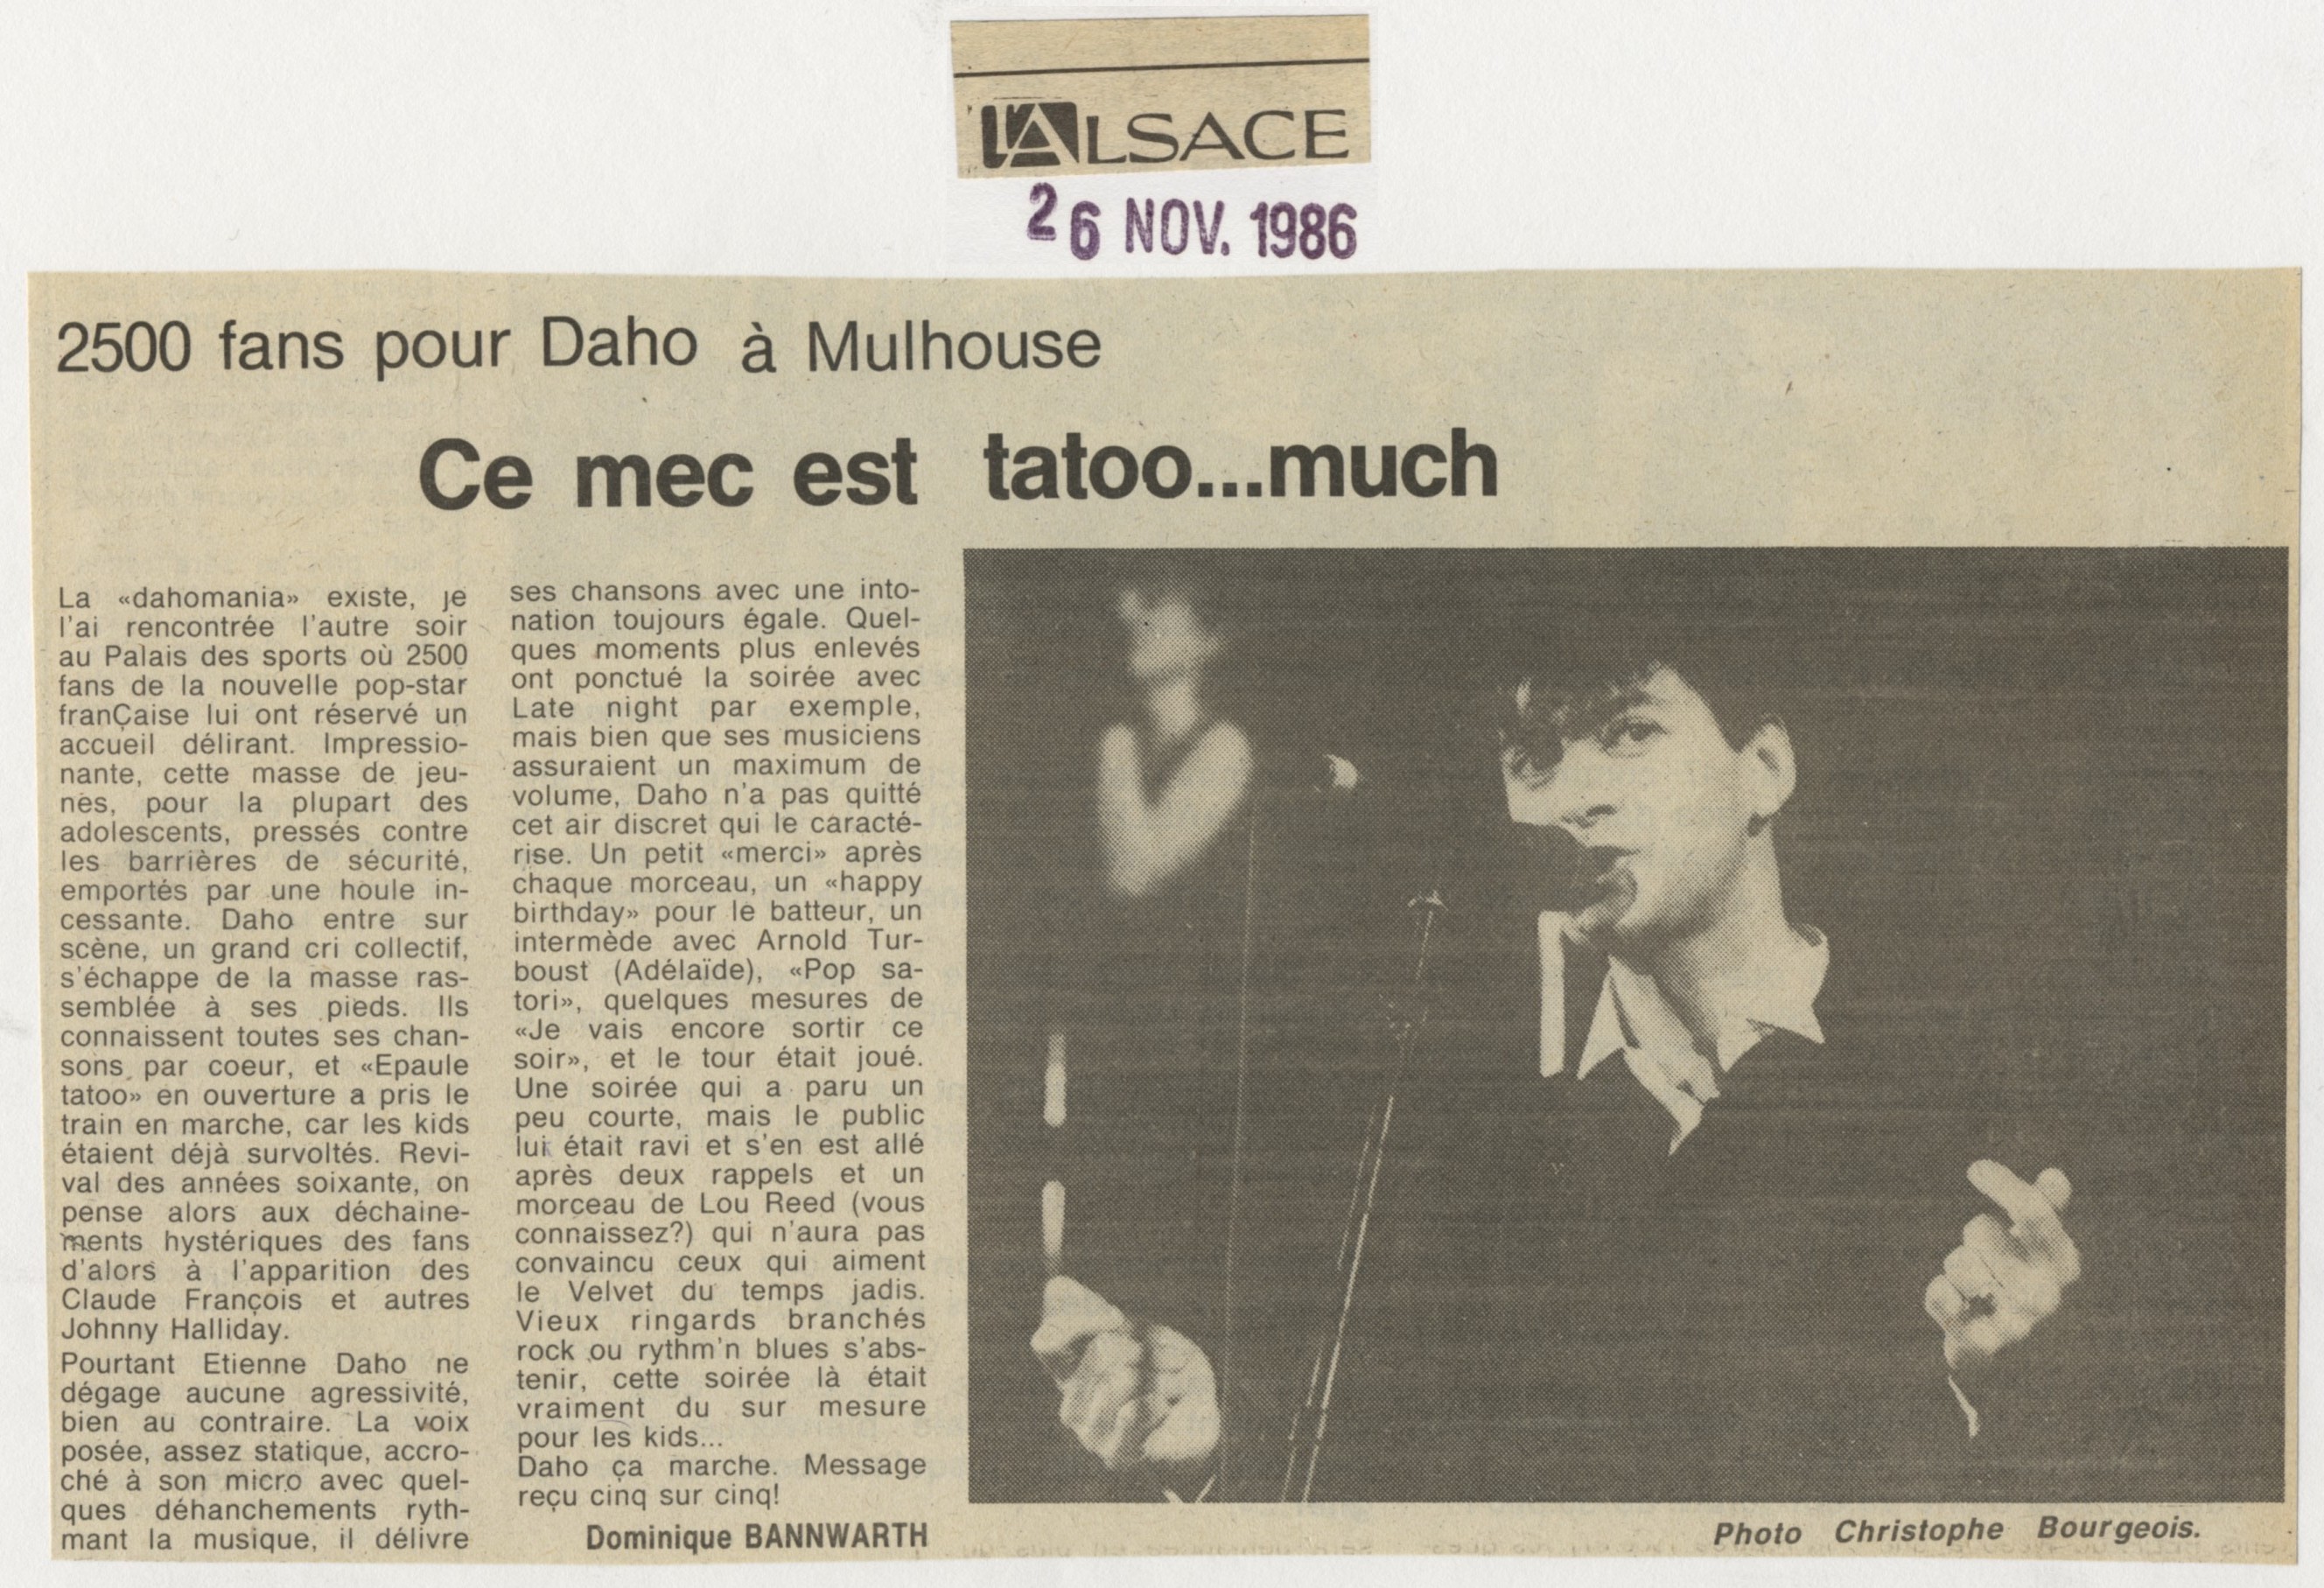 L'ALSACE
26 NOV. 1986
2500 fans pour Daho à Mulhouse
Ce mec est tatoo...much
La «dahomania» existe, je
l'ai rencontrée l'autre soir
au Palais des sports où 2500
fans de la nouvelle pop-star
franÇaise lui ont réservé un
accueil délirant. Impressio-
nante, cette masse de jeu-
nes, pour la plupart des
adolescents, pressés contre
les barrières de sécurité,
emportés par une houle in-
cessante. Daho entre sur
scène, un grand cri collectif,
s'échappe de la masse ras-
semblée à ses pieds. Ils
connaissent toutes ses chan-
sons par coeur, et «Epaule
tatoo» en ouverture a pris le
train en marche, car les kids
étaient déjà survoltés. Revi-
val des années soixante, on
pense alors aux déchaine-
ments hystériques des fans
d'alors à l'apparition des
Claude François et autres
Johnny Halliday.
Pourtant Etienne Daho ne
dégage aucune agressivité,
bien au contraire. La voix
posée, assez statique, accro-
ché à son micro avec quel-
ques déhanchements ryth-
mant la musique, il délivre
ses chansons avec une into-
nation toujours égale. Quel-
ques moments plus enlevés
ont ponctué la soirée avec
Late night par exemple,
mais bien que ses musiciens
assuraient un maximum de
volume, Daho n'a pas quitté
cet air discret qui le caracté-
rise. Un petit «merci» après
chaque morceau, un «happy
birthday» pour le batteur, un
intermède avec Arnold Tur-
boust (Adélaïde), «Pop sa-
tori», quelques mesures de
«Je vais encore sortir ce
soir», et le tour était joué.
Une soirée qui a paru un
peu courte, mais le public
lui était ravi et s'en est allé
après deux rappels et un
morceau de Lou Reed (vous
connaissez?) qui n'aura pas
convaincu ceux qui aiment
le Velvet du temps jadis.
Vieux ringards branchés
rock ou rythm'n blues s'abs-
tenir, cette soirée là était
vraiment du sur mesure
pour les kids...
Daho ça marche. Message
reçu cinq sur cinq!
Dominique BANNWARTH
Photo Christophe Bourgeois.